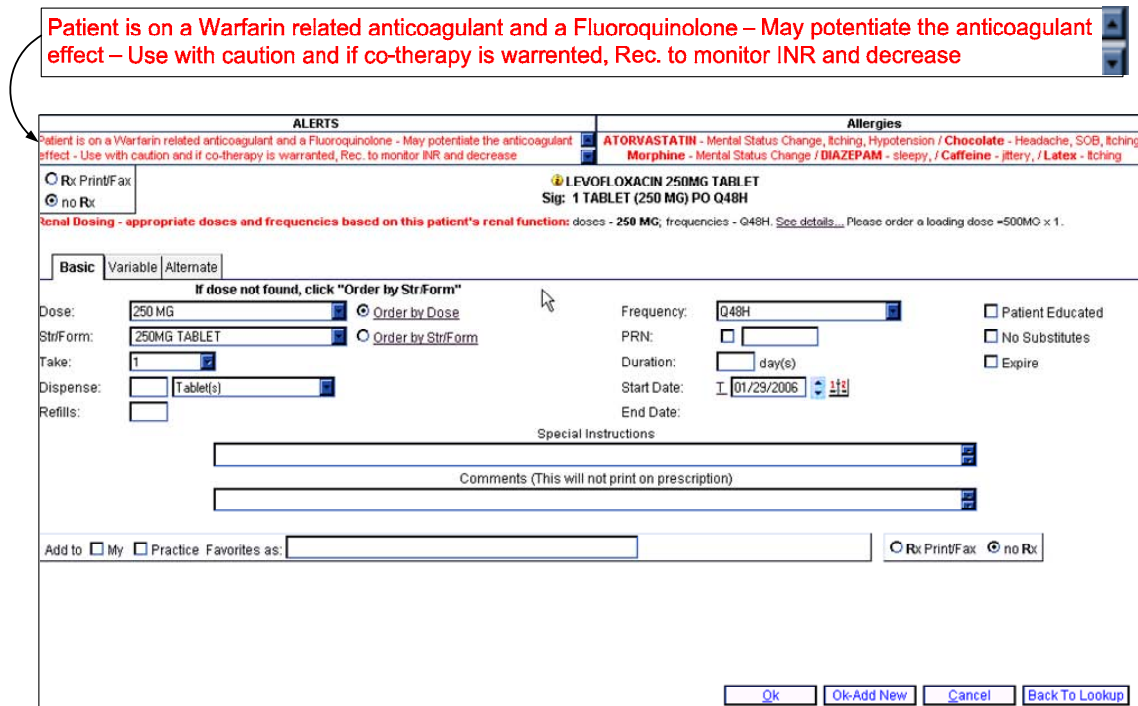 Patient is on a Warfarin related anticoagulant and a Fluoroquinolone – May potentiate the anticoagulant
effect – Use with caution and if co-therapy is warrented, Rec. to monitor INR and decrease
ALERTS
Patient is on a Warfarin related anticoagulant and a Fluoroquinolone - May potentiate the anticoagulant
effect - Use with caution and if co-therapy is warranted, Rec. to monitor INR and decrease
Allergies
ATORVASTATIN - Mental Status Change, Itching, Hypotension / Chocolate - Headache, SOB, Itching
Morphine - Mental Status Change / DIAZEPAM - sleepy, / Caffeine - jittery, / Latex - Itching
Rx Print/Fax
no Rx
LEVOFLOXACIN 250MG TABLET
Sig: 1 TABLET (250 MG) PO Q48H
Renal Dosing - appropriate doses and frequencies based on this patient's renal function: doses - 250 MG; frequencies - Q48H. See details... Please order a loading dose =500MG x 1.
Basic Variable Alternate
If dose not found, click "Order by Str/Form"
Dose: 250 MG Order by Dose Frequency: Q48H Patient Educated
Str/Form: 250MG TABLET Order by Str/Form PRN: No Substitutes
Take: 1 Duration: day(s) Expire
Dispense: Tablet(s) Start Date: T 01/29/2006
Refills: End Date:
Special Instructions
Comments (This will not print on prescription)
Add to My Practice Favorites as: Rx Print/Fax no Rx
Ok Ok-Add New Cancel Back To Lookup